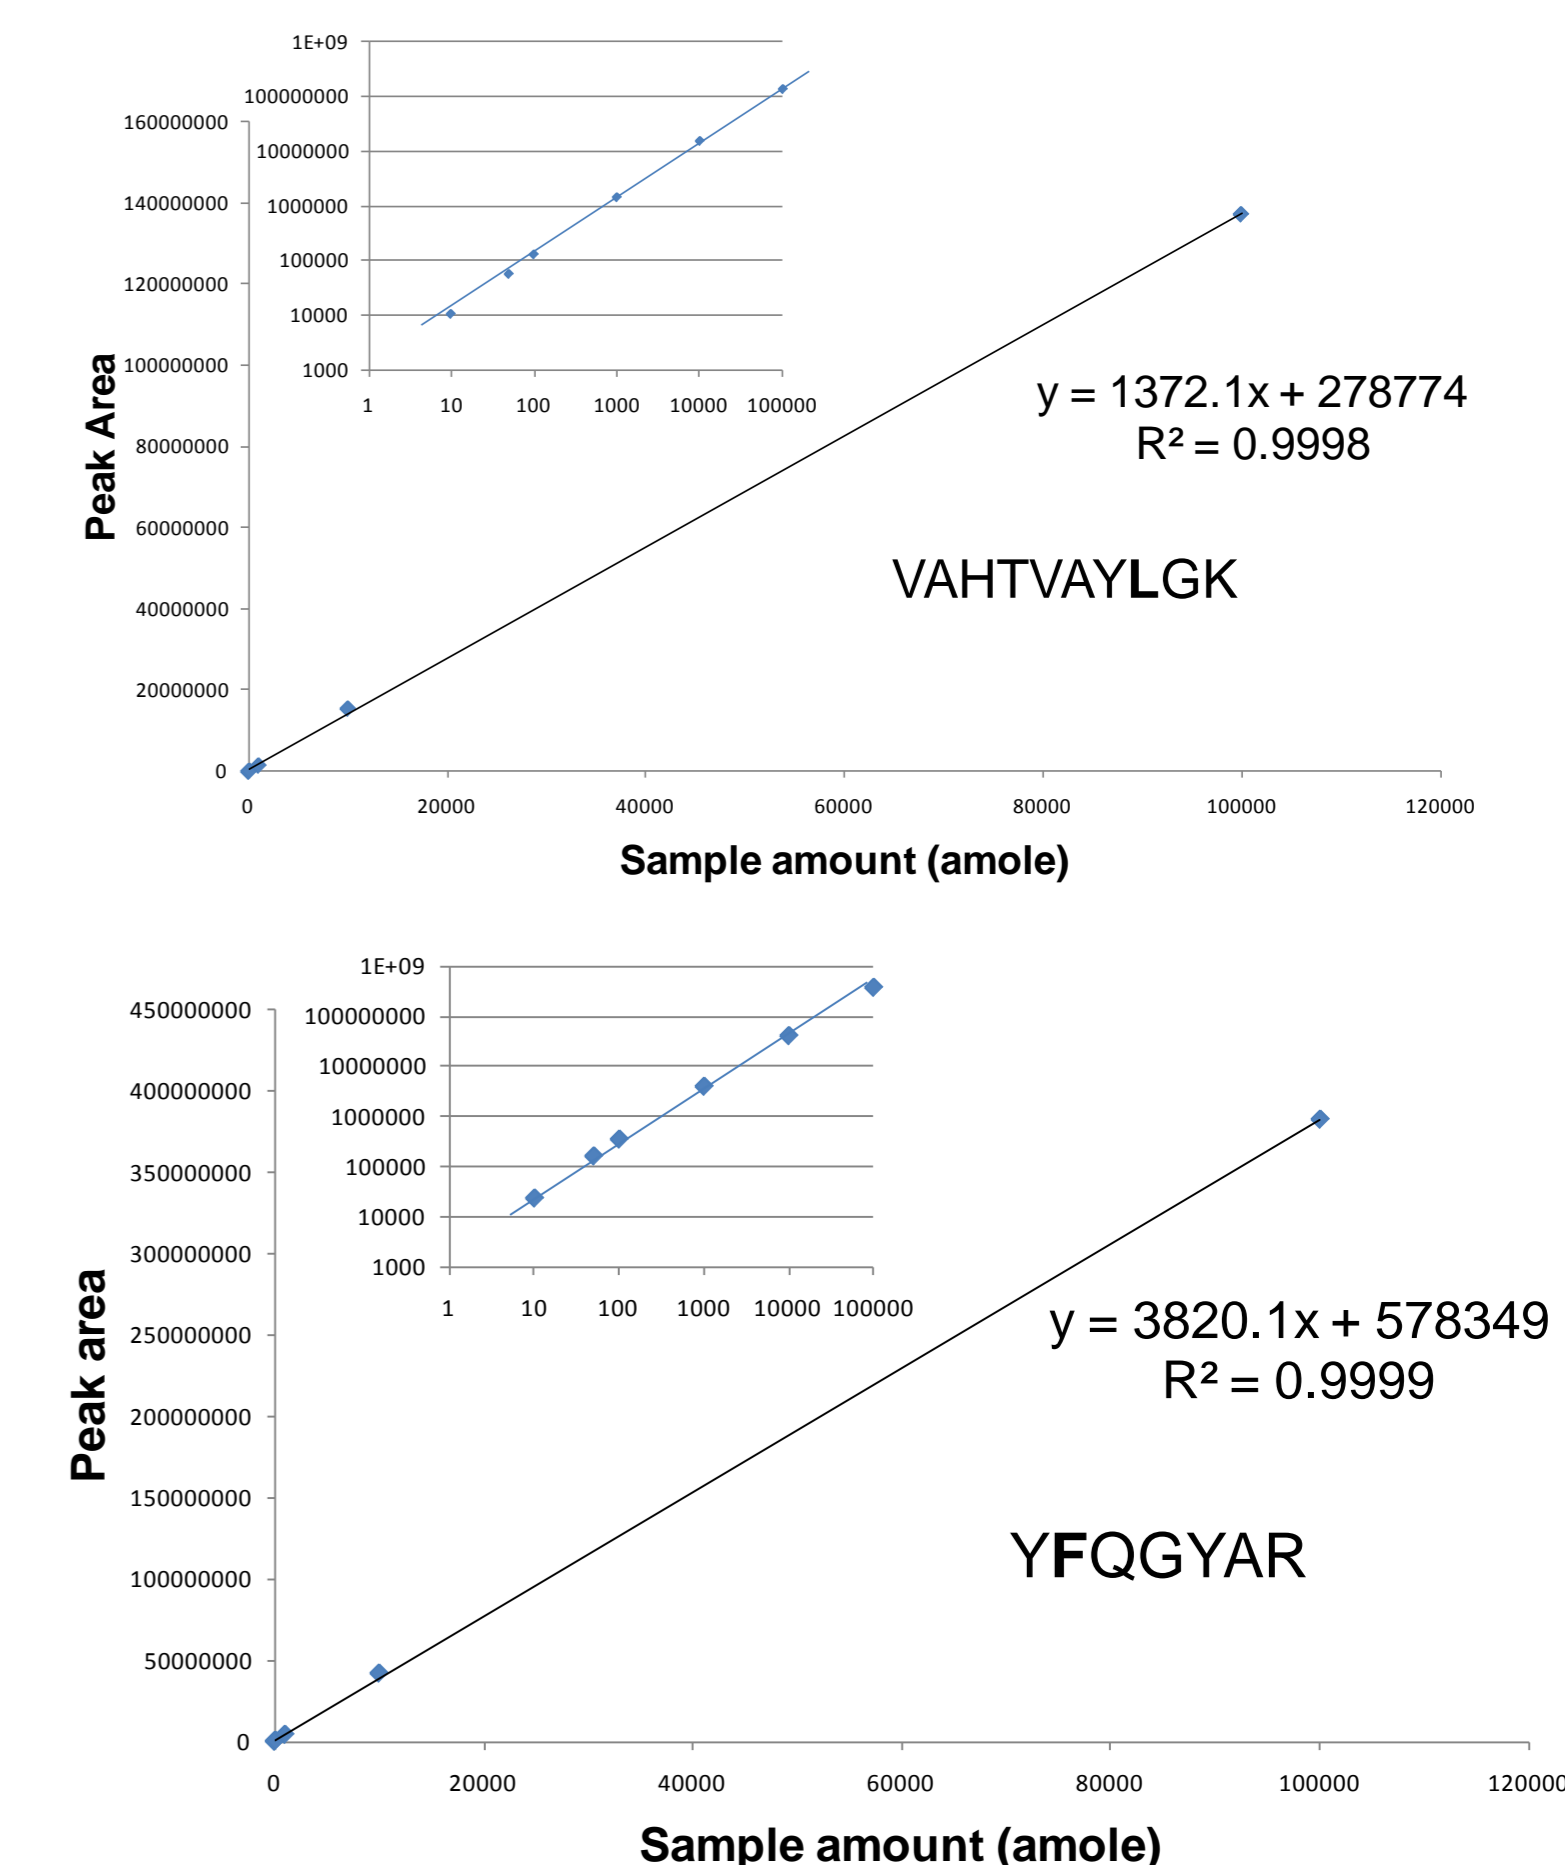 1E+09
100000000
10000000
1000000
100000
10000
1000
1 10 100 1000 10000 100000
160000000
140000000
120000000
100000000
80000000
60000000
40000000
20000000
0
Peak Area
y = 1372.1x + 278774
R² = 0.9998
VAHTVAYLGK
0 20000 40000 60000 80000 100000 120000
Sample amount (amole)
1E+09
100000000
10000000
1000000
100000
10000
1000
1 10 100 1000 10000 100000
450000000
400000000
350000000
300000000
250000000
200000000
150000000
100000000
50000000
0
Peak area
y = 3820.1x + 578349
R² = 0.9999
YFQGYAR
0 20000 40000 60000 80000 100000 120000
Sample amount (amole)